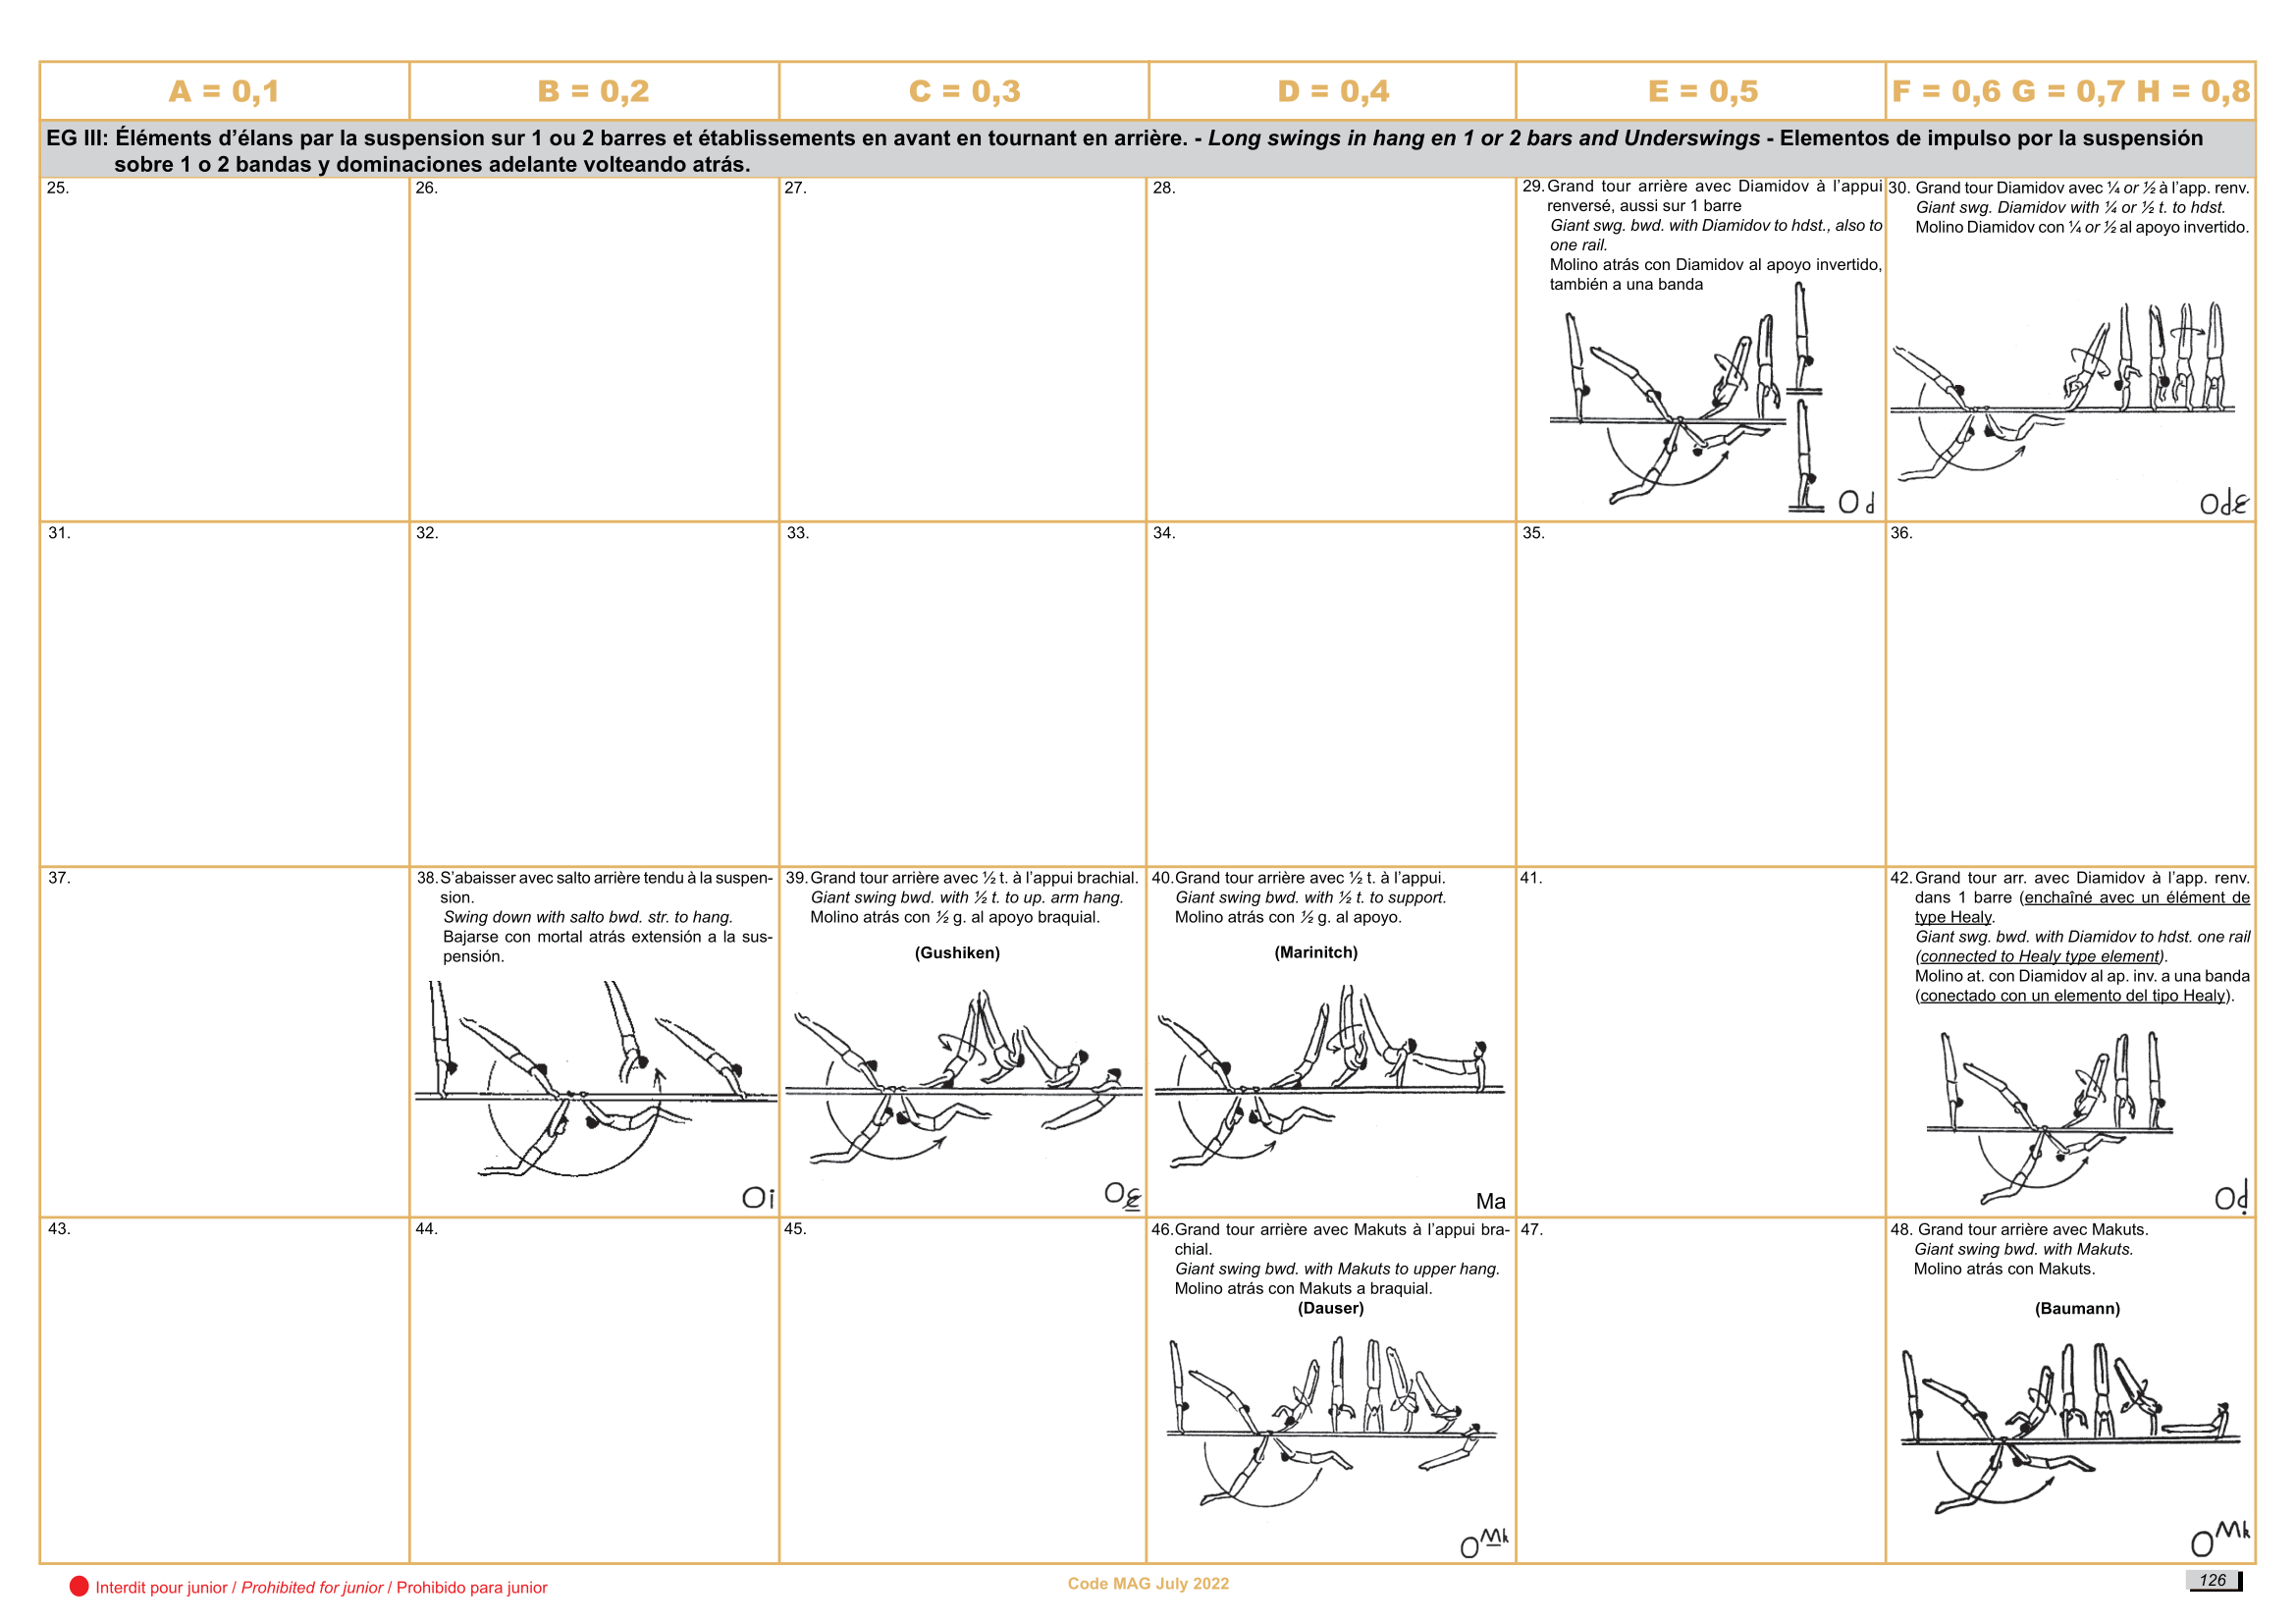 A = 0,1
B = 0,2
C = 0,3
D = 0,4
E = 0,5
F = 0,6 G = 0,7 H = 0,8
EG III: Éléments d’élans par la suspension sur 1 ou 2 barres et établissements en avant en tournant en arrière. - Long swings in hang en 1 or 2 bars and Underswings - Elementos de impulso por la suspensión
sobre 1 o 2 bandas y dominaciones adelante volteando atrás.
25.
26.
27.
28.
29. Grand tour arrière avec Diamidov à l’appui
renversé, aussi sur 1 barre
Giant swg. bwd. with Diamidov to hdst., also to
one rail.
Molino atrás con Diamidov al apoyo invertido,
también a una banda
30. Grand tour Diamidov avec ¼ or ½ à l’app. renv.
Giant swg. Diamidov with ¼ or ½ t. to hdst.
Molino Diamidov con ¼ or ½ al apoyo invertido.
31.
32.
33.
34.
35.
36.
37.
38. S’abaisser avec salto arrière tendu à la suspen-
sion.
Swing down with salto bwd. str. to hang.
Bajarse con mortal atrás extensión a la sus-
pensión.
39. Grand tour arrière avec ½ t. à l’appui brachial.
Giant swing bwd. with ½ t. to up. arm hang.
Molino atrás con ½ g. al apoyo braquial.
(Gushiken)
40. Grand tour arrière avec ½ t. à l’appui.
Giant swing bwd. with ½ t. to support.
Molino atrás con ½ g. al apoyo.
(Marinitch)
Ma
41.
42. Grand tour arr. avec Diamidov à l’app. renv.
dans 1 barre (enchaîné avec un élément de
type Healy.
Giant swg. bwd. with Diamidov to hdst. one rail
(connected to Healy type element).
Molino at. con Diamidov al ap. inv. a una banda
(conectado con un elemento del tipo Healy).
43.
44.
45.
46. Grand tour arrière avec Makuts à l’appui bra-
chial.
Giant swing bwd. with Makuts to upper hang.
Molino atrás con Makuts a braquial.
(Dauser)
Mk
47.
48. Grand tour arrière avec Makuts.
Giant swing bwd. with Makuts.
Molino atrás con Makuts.
(Baumann)
Mk
Interdit pour junior / Prohibited for junior / Prohibido para junior
Code MAG July 2022
126